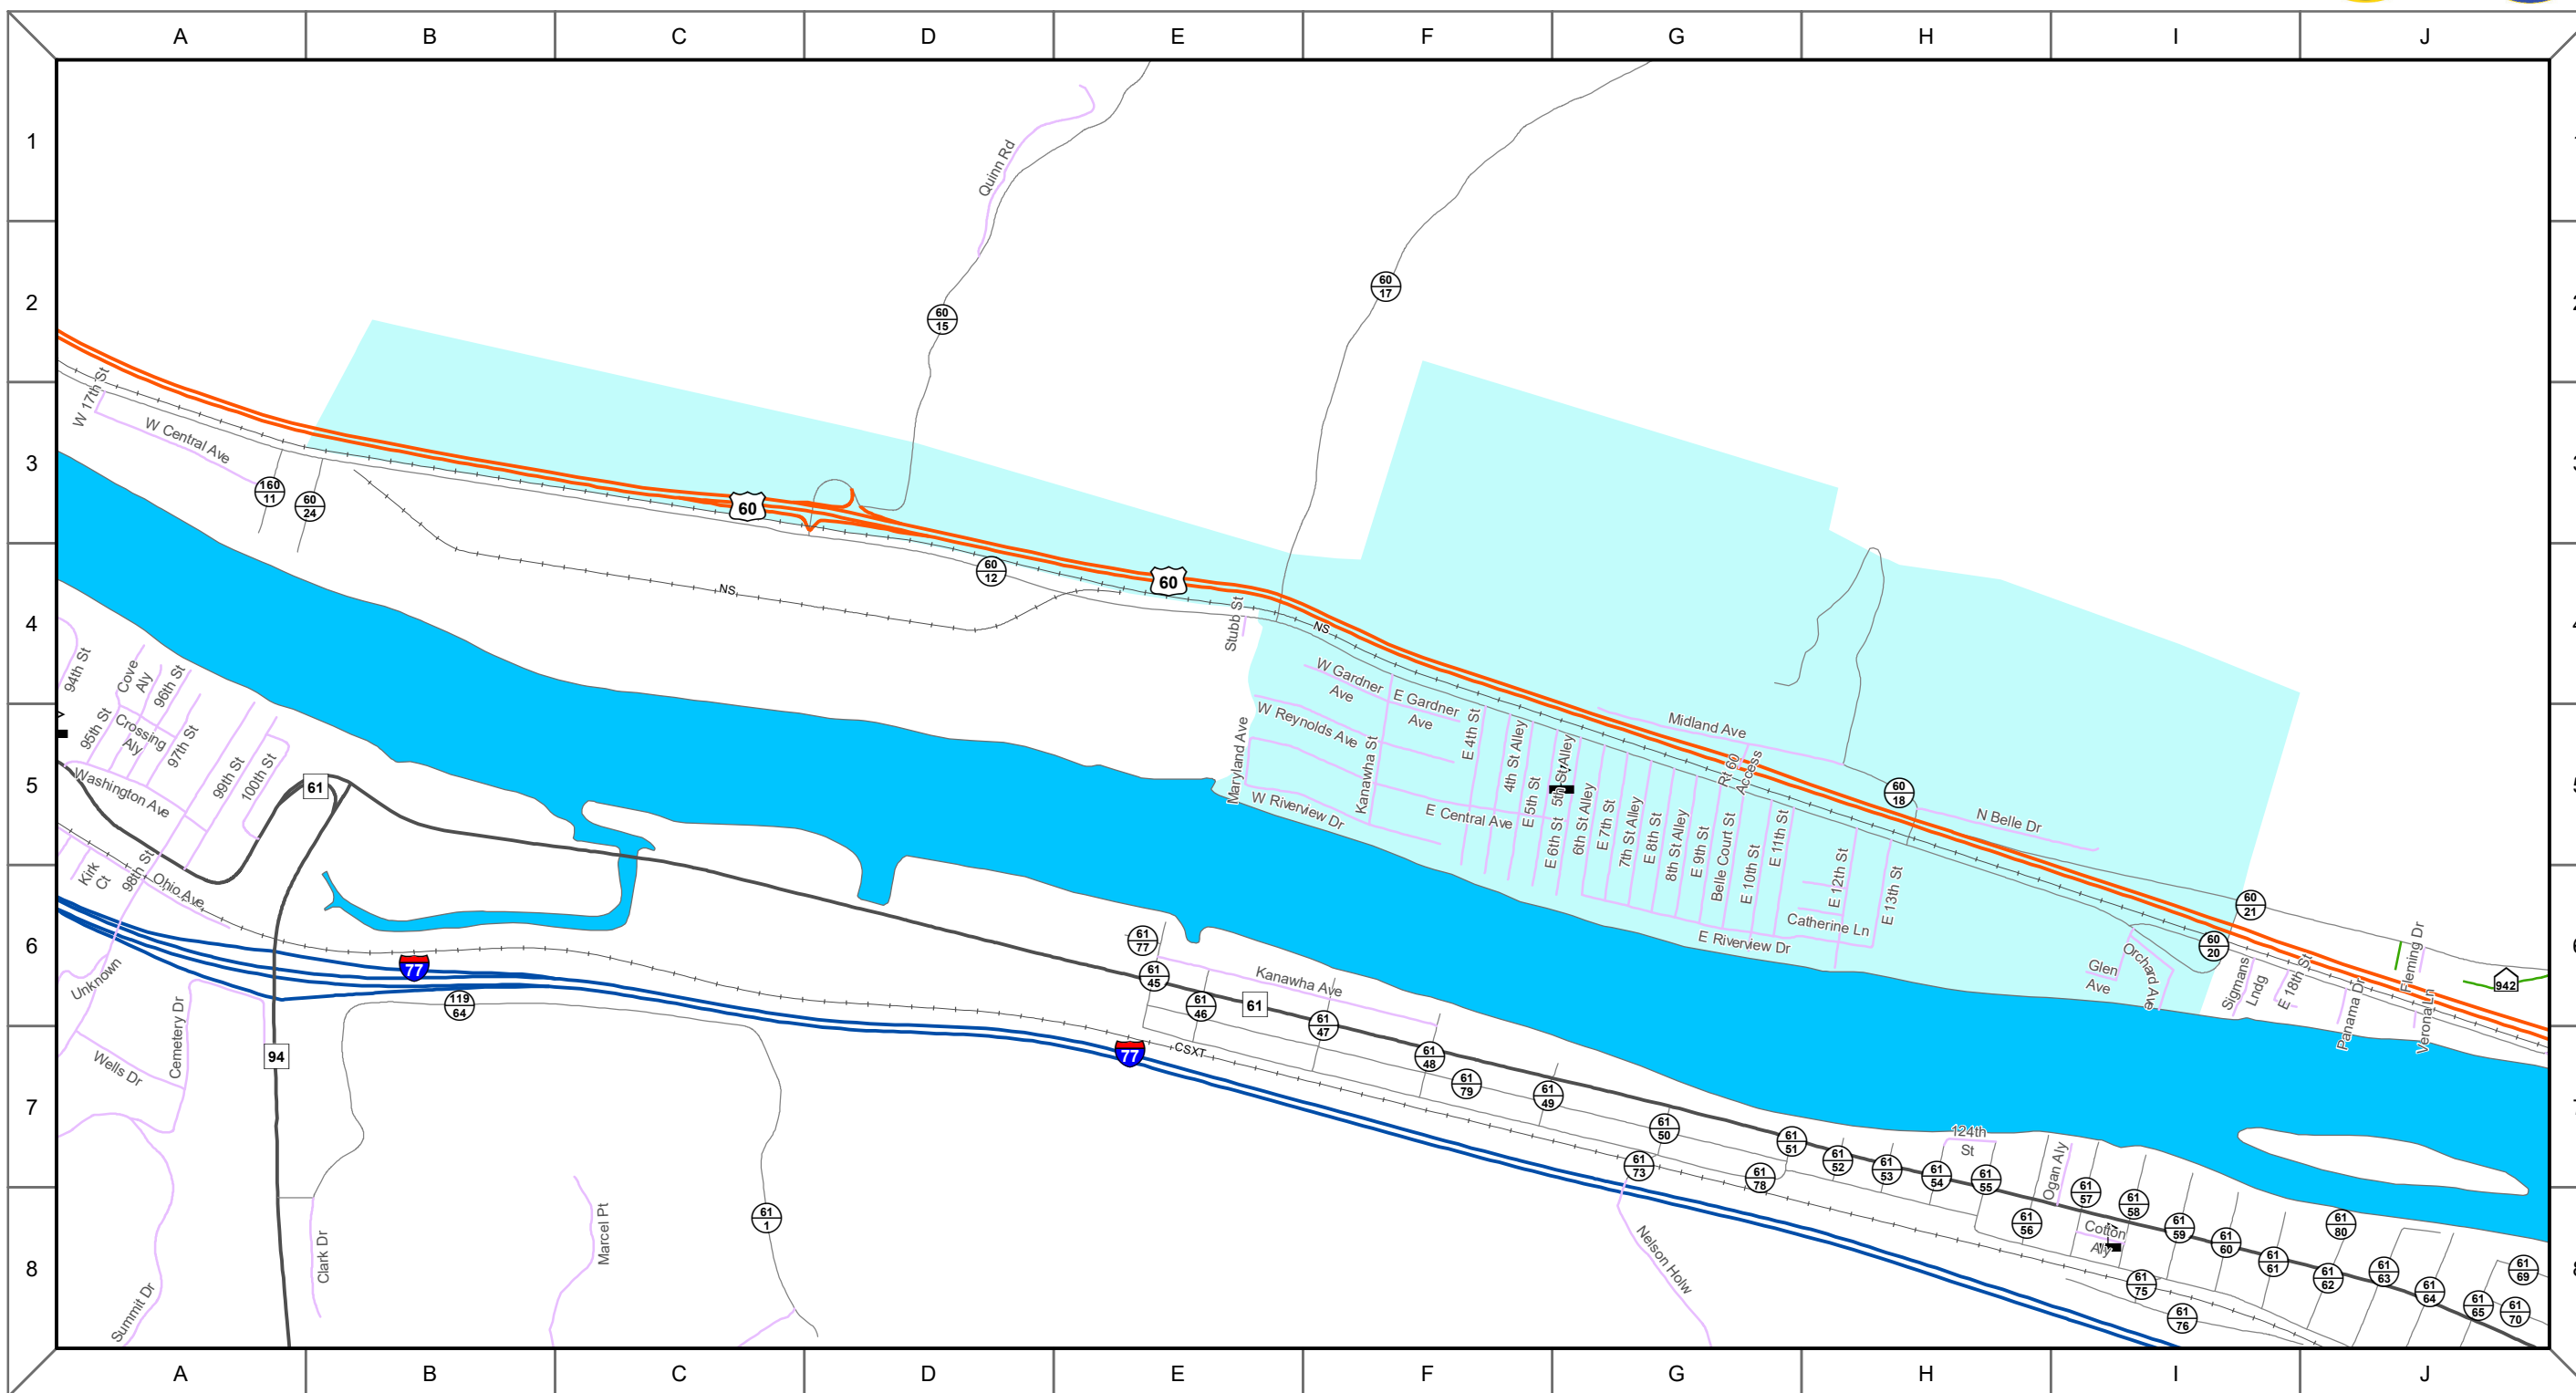 A B C D E F G H I J
1
Quinn Rd
2
60
17
60
15
W 17th St
W Central Ave
3
160
11
60
24
60
60
12
60
NS
4
Stubb St
NS
94th St
Cove
Aly
96th St
W Gardner
Ave
E Gardner
Ave
95th St
Crossing
Aly
97th St
99th St
100th St
Washington Ave
61
5
Maryland Ave
W Reynolds Ave
Kanawha St
W Riverview Dr
E Central Ave
E 4th St
4th St Alley
E 5th St
5th St Alley
E 6th St
6th St Alley
E 7th St
7th St Alley
E 8th St
8th St Alley
E 9th St
Belle Court St
E 10th St
E 11th St
Midland Ave
Rt 60
Access
60
18
N Belle Dr
E 12th St
E 13th St
Catherine Ln
E Riverview Dr
Kirk
Ct
98th St
Ohio Ave
6
Unknown
Cemetery Dr
77
119
64
61
77
61
45
61
46
61
Kanawha Ave
61
47
60
21
60
20
Glen
Ave
Orchard Ave
Sigmans
Lndg
E 18th St
Panama Dr
Fleming Dr
Verona Ln
942
94
Wells Dr
77
CSXT
61
48
61
79
61
49
7
61
50
61
73
61
78
61
51
61
52
61
53
61
54
61
55
124th
St
Ogan Aly
61
56
61
57
61
58
Cotton
Aly
61
59
61
60
61
61
61
80
61
62
61
63
61
64
61
65
61
69
61
70
61
75
61
76
8
Summit Dr
Clark Dr
Marcel Pt
61
1
Nelson Holw
A B C D E F G H I J